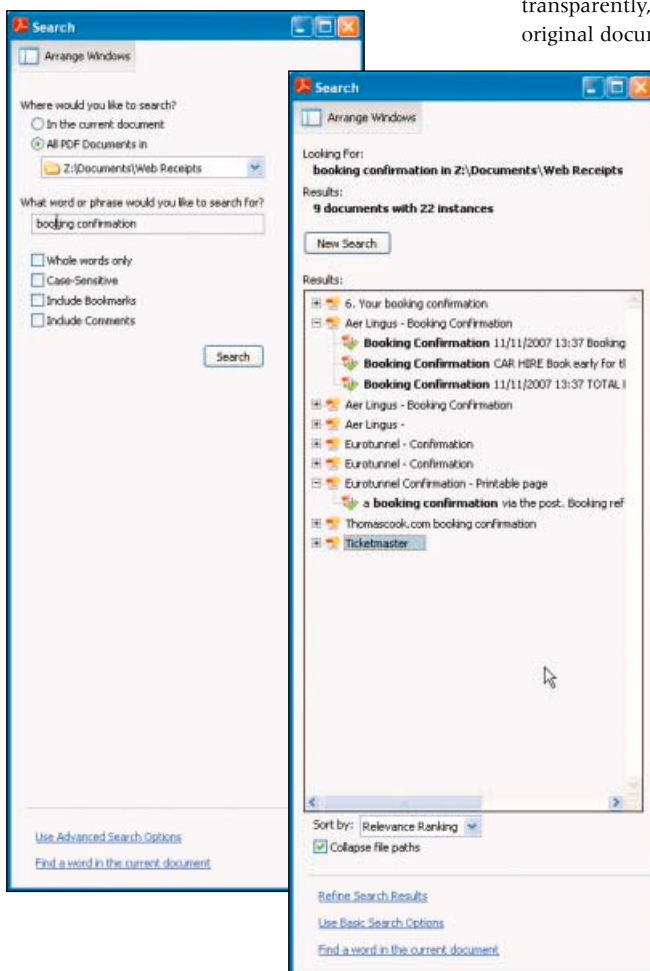 transparently,
original docum
Search
Arrange Windows
Where would you like to search?
In the current document
All PDF Documents in
Z:\Documents\Web Receipts
What word or phrase would you like to search for?
booking confirmation
Whole words only
Case-Sensitive
Include Bookmarks
Include Comments
Search
Use Advanced Search Options
Find a word in the current document
Search
Arrange Windows
Looking For:
booking confirmation in Z:\Documents\Web Receipts
Results:
9 documents with 22 instances
New Search
Results:
6. Your booking confirmation
Aer Lingus - Booking Confirmation
Booking Confirmation 11/11/2007 13:37 Booking
Booking Confirmation CAR HIRE Book early for t
Booking Confirmation 11/11/2007 13:37 TOTAL
Aer Lingus - Booking Confirmation
Aer Lingus -
Eurotunnel - Confirmation
Eurotunnel - Confirmation
Eurotunnel Confirmation - Printable page
a booking confirmation via the post. Booking ref
Thomascook.com booking confirmation
Ticketmaster
Sort by: Relevance Ranking
Collapse file paths
Refine Search Results
Use Basic Search Options
Find a word in the current document